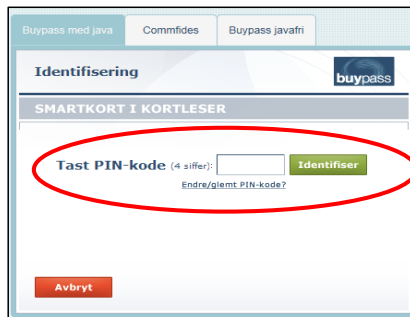 Buypass med java Commfides Buypass javafri
Identifisering
buypass
SMARTKORT I KORTLESER
Tast PIN-kode (4 siffer): Identifiser
Endre/glemt PIN-kode?
Avbryt